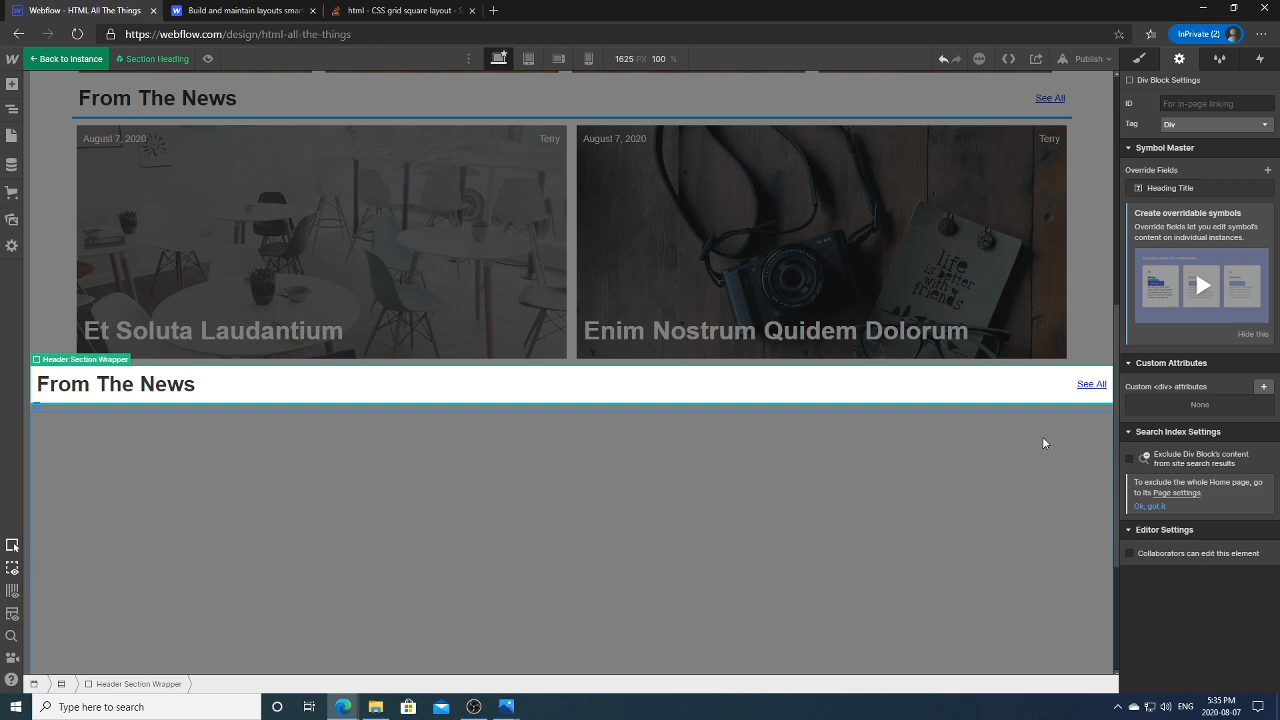 Webflow - HTML All The Things
Build and maintain layouts smar
html - CSS grid square layout - S
https://webflow.com/design/html-all-the-things
InPrivate (2)
Back to instance
Section Heading
1625 PX 100 %
Publish
From The News
See All
August 7, 2020
Terry
Et Soluta Laudantium
August 7, 2020
Terry
life
is
better
with
friends
Enim Nostrum Quidem Dolorum
Header Section Wrapper
From The News
See All
Div Block Settings
ID
For in-page linking
Tag
Div
Symbol Master
Override Fields
Heading Title
Create overridable symbols
Override fields let you edit symbol's
content on individual instances.
Hide this
Custom Attributes
Custom <div> attributes
None
Search Index Settings
Exclude Div Block's content
from site search results
To exclude the whole Home page, go
to its Page settings.
Ok, got it
Editor Settings
Collaborators can edit this element
Header Section Wrapper
Type here to search
ENG
5:35 PM
2020-08-07